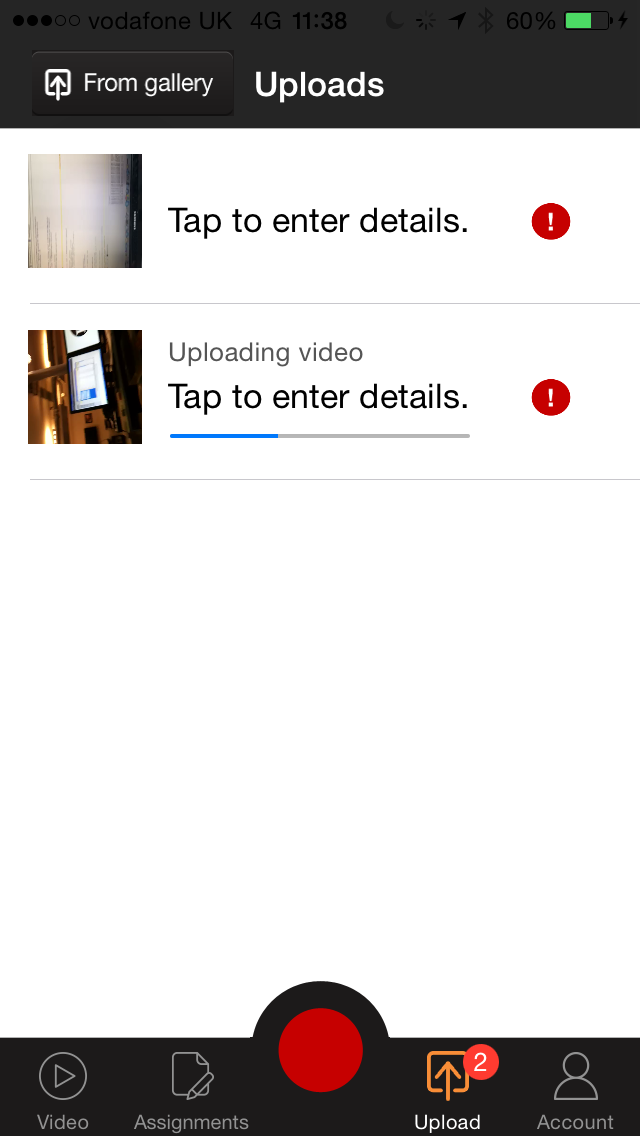 vodafone UK 4G 11:38 60%
From gallery Uploads
Tap to enter details. !
Uploading video
Tap to enter details. !
2
Video Assignments Upload Account